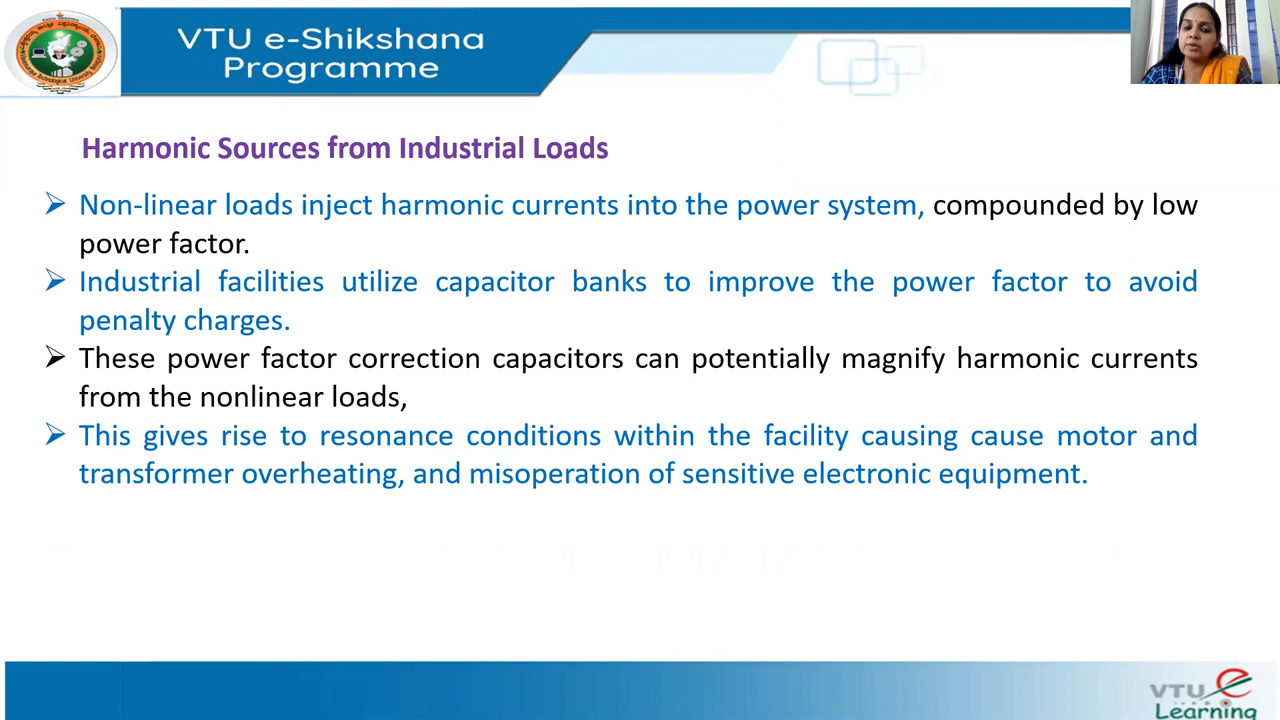 VTU e-Shikshana
Programme
Harmonic Sources from Industrial Loads
Non-linear loads inject harmonic currents into the power system, compounded by low
power factor.
Industrial facilities utilize capacitor banks to improve the power factor to avoid
penalty charges.
These power factor correction capacitors can potentially magnify harmonic currents
from the nonlinear loads,
This gives rise to resonance conditions within the facility causing cause motor and
transformer overheating, and misoperation of sensitive electronic equipment.
VTU
Learning